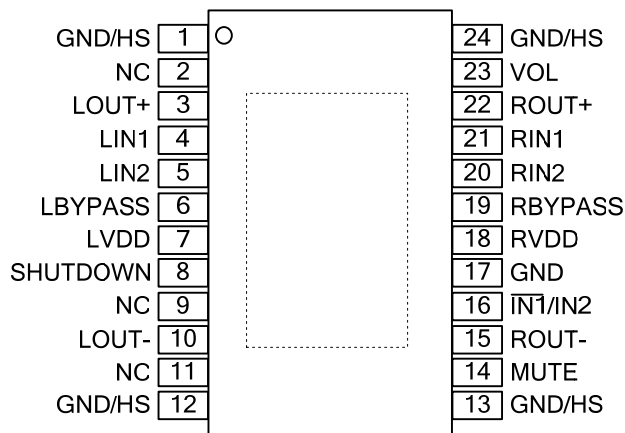 GND/HS 1 24 GND/HS
NC 2 23 VOL
LOUT+ 3 22 ROUT+
LIN1 4 21 RIN1
LIN2 5 20 RIN2
LBYPASS 6 19 RBYPASS
LVDD 7 18 RVDD
SHUTDOWN 8 17 GND
NC 9 16 I̅N̅1̅/IN2
LOUT- 10 15 ROUT-
NC 11 14 MUTE
GND/HS 12 13 GND/HS